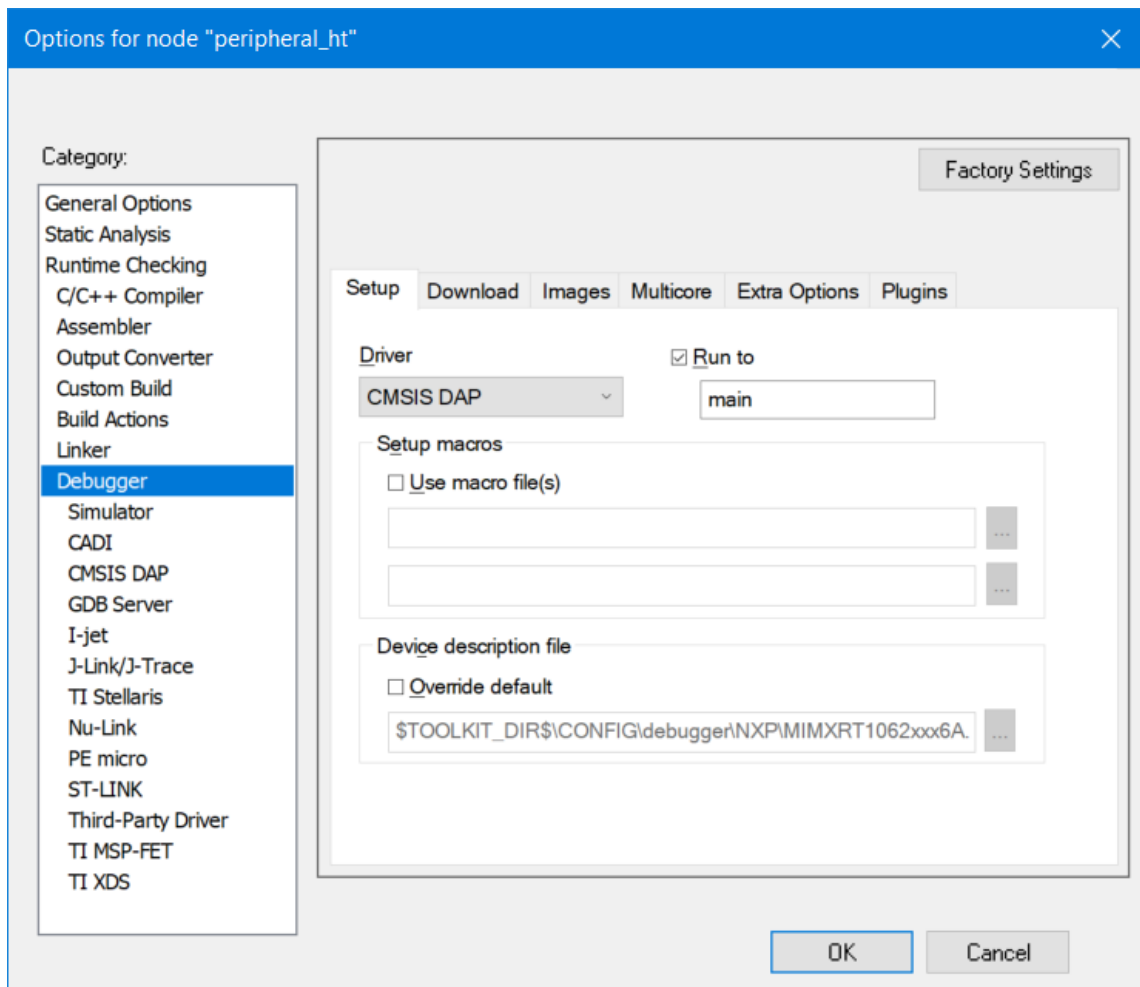 Options for node "peripheral_ht"
Category:
General Options
Static Analysis
Runtime Checking
C/C++ Compiler
Assembler
Output Converter
Custom Build
Build Actions
Linker
Debugger
Simulator
CADI
CMSIS DAP
GDB Server
I-jet
J-Link/J-Trace
TI Stellaris
Nu-Link
PE micro
ST-LINK
Third-Party Driver
TI MSP-FET
TI XDS
Factory Settings
Setup Download Images Multicore Extra Options Plugins
Driver Run to
CMSIS DAP main
Setup macros
Use macro file(s)
...
...
Device description file
Override default
$TOOLKIT_DIR$\CONFIG\debugger\NXP\MIMXRT1062xxx6A. ...
OK Cancel